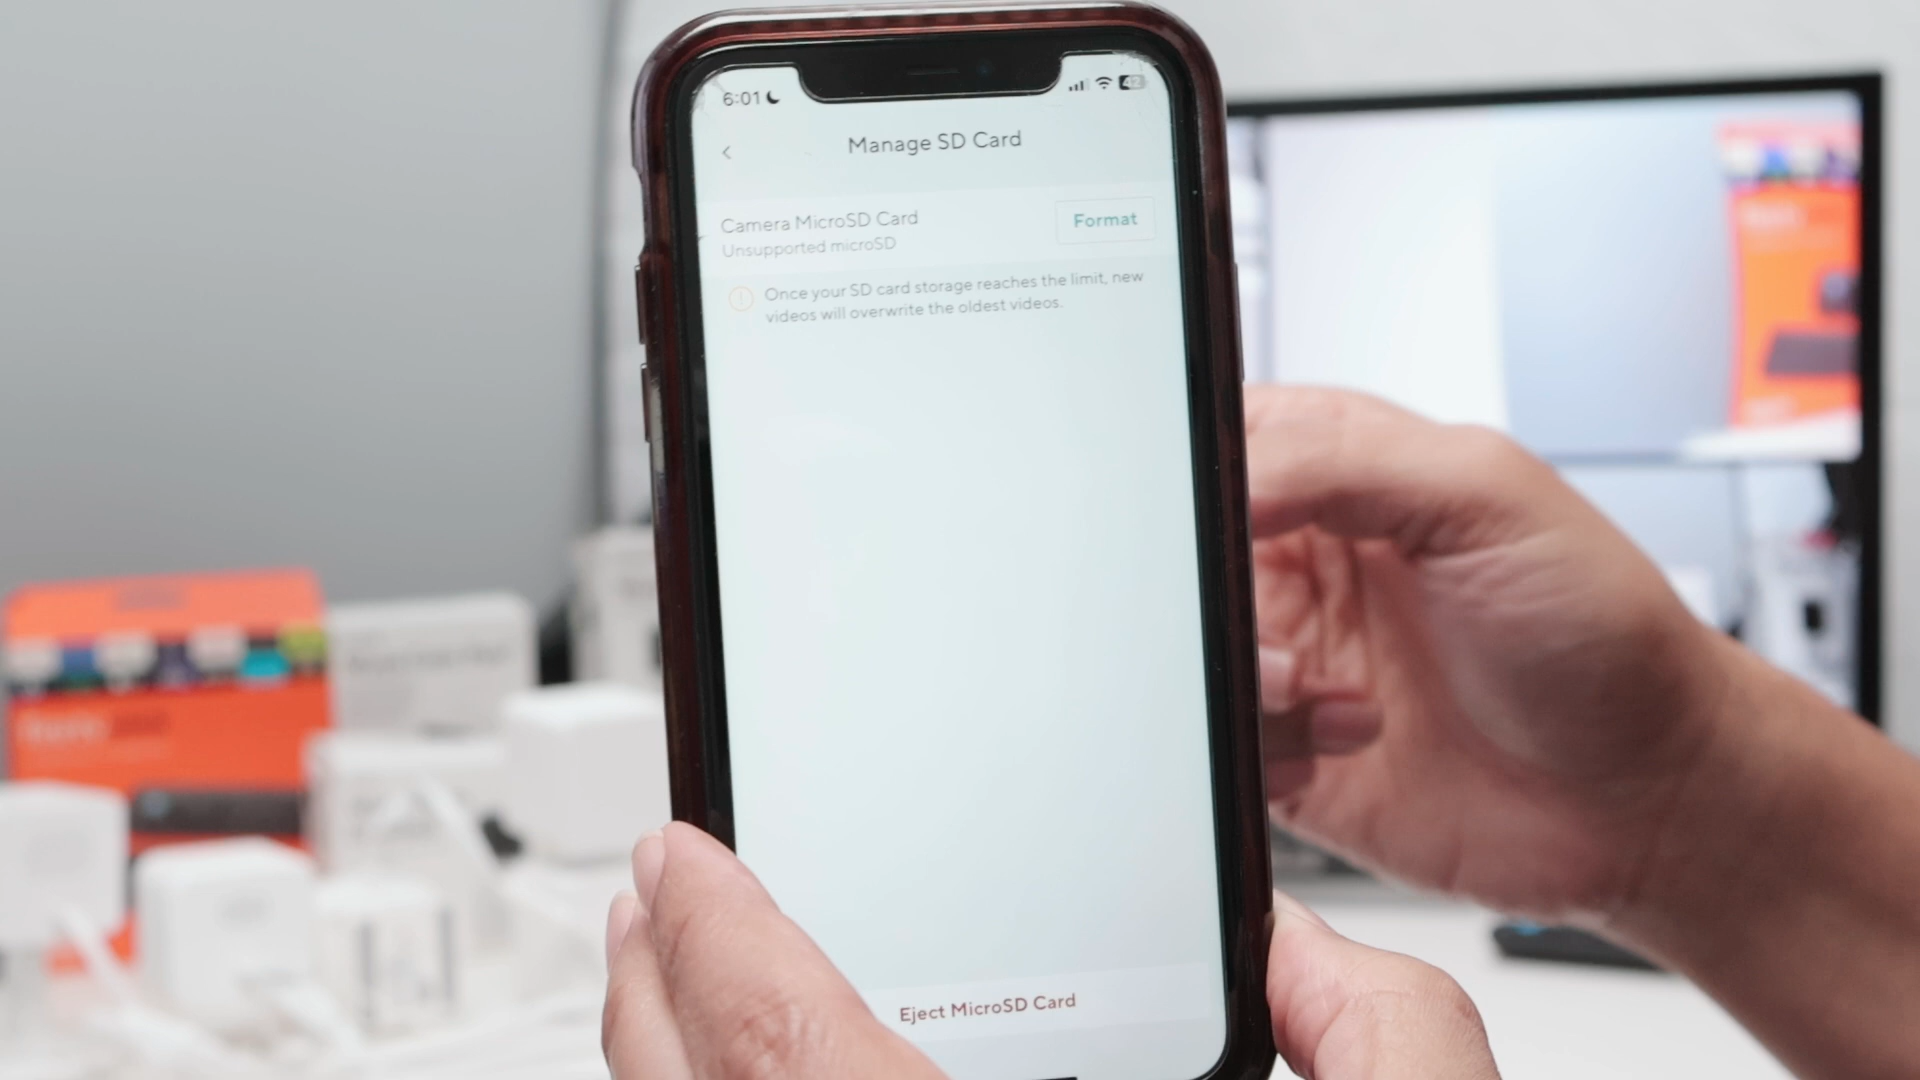 6:01
42
Manage SD Card
Camera MicroSD Card
Format
Unsupported microSD
Once your SD card storage reaches the limit, new
videos will overwrite the oldest videos.
Eject MicroSD Card